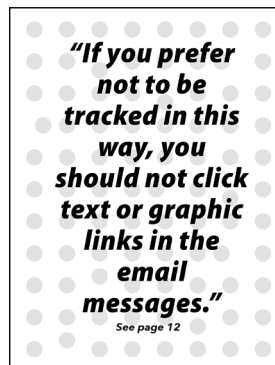 “If you prefer
not to be
tracked in this
way, you
should not click
text or graphic
links in the
email
messages.”
See page 12